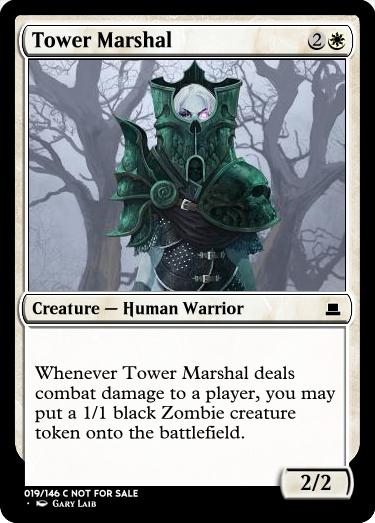 Tower Marshal 2
Creature — Human Warrior
Whenever Tower Marshal deals
combat damage to a player, you may
put a 1/1 black Zombie creature
token onto the battlefield.
2/2
019/146 C NOT FOR SALE
· Gary Laib